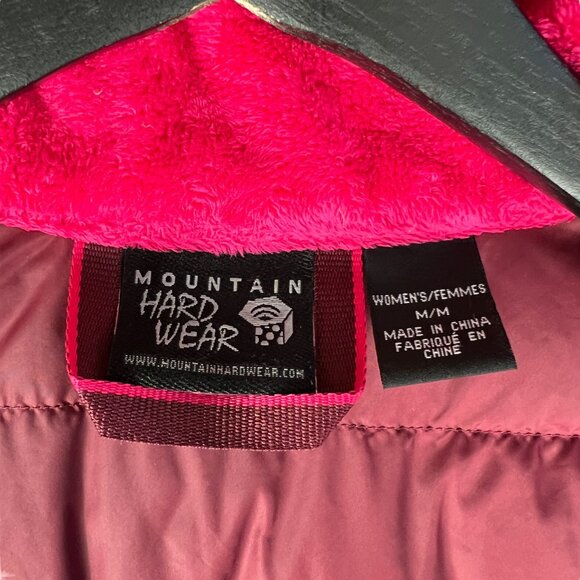 MOUNTAIN
HARD
WEAR
WWW.MOUNTAINHARDWEAR.COM
WOMEN'S/FEMMES
M/M
MADE IN CHINA
FABRIQUÉ EN
CHINE